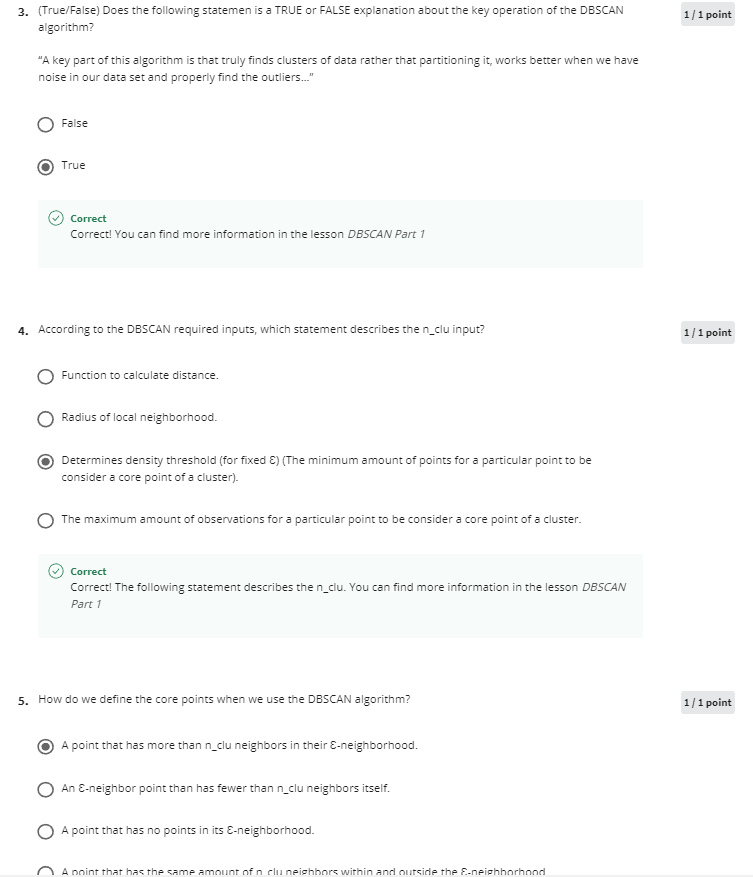 3. (True/False) Does the following statemen is a TRUE or FALSE explanation about the key operation of the DBSCAN
algorithm?
1 / 1 point
"A key part of this algorithm is that truly finds clusters of data rather that partitioning it, works better when we have
noise in our data set and properly find the outliers..."
False
True
Correct
Correct! You can find more information in the lesson DBSCAN Part 1
4. According to the DBSCAN required inputs, which statement describes the n_clu input?
1 / 1 point
Function to calculate distance.
Radius of local neighborhood.
Determines density threshold (for fixed Ɛ) (The minimum amount of points for a particular point to be
consider a core point of a cluster).
The maximum amount of observations for a particular point to be consider a core point of a cluster.
Correct
Correct! The following statement describes the n_clu. You can find more information in the lesson DBSCAN
Part 1
5. How do we define the core points when we use the DBSCAN algorithm?
1 / 1 point
A point that has more than n_clu neighbors in their Ɛ-neighborhood.
An Ɛ-neighbor point than has fewer than n_clu neighbors itself.
A point that has no points in its Ɛ-neighborhood.
A point that has the same amount of n_clu neighbors within and outside the Ɛ-neighborhood